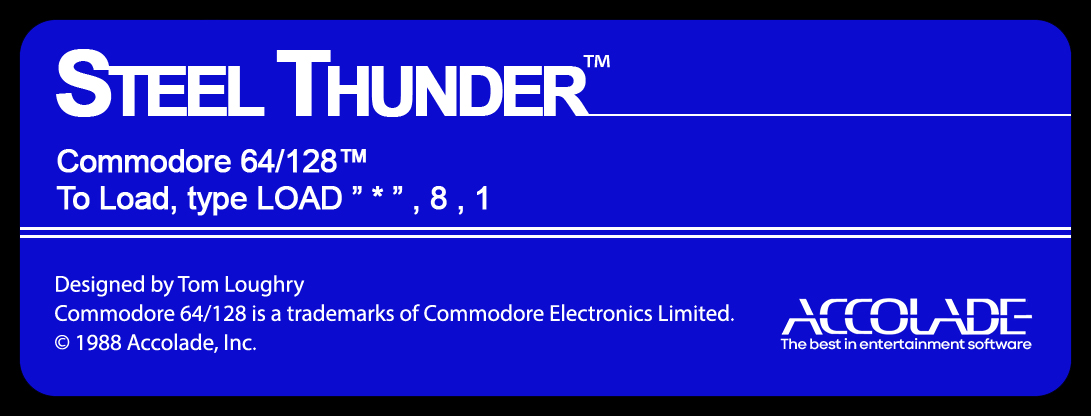 STEEL THUNDER™
Commodore 64/128™
To Load, type LOAD ” * ” , 8 , 1
Designed by Tom Loughry
Commodore 64/128 is a trademarks of Commodore Electronics Limited.
© 1988 Accolade, Inc.
ACCOLADE
The best in entertainment software